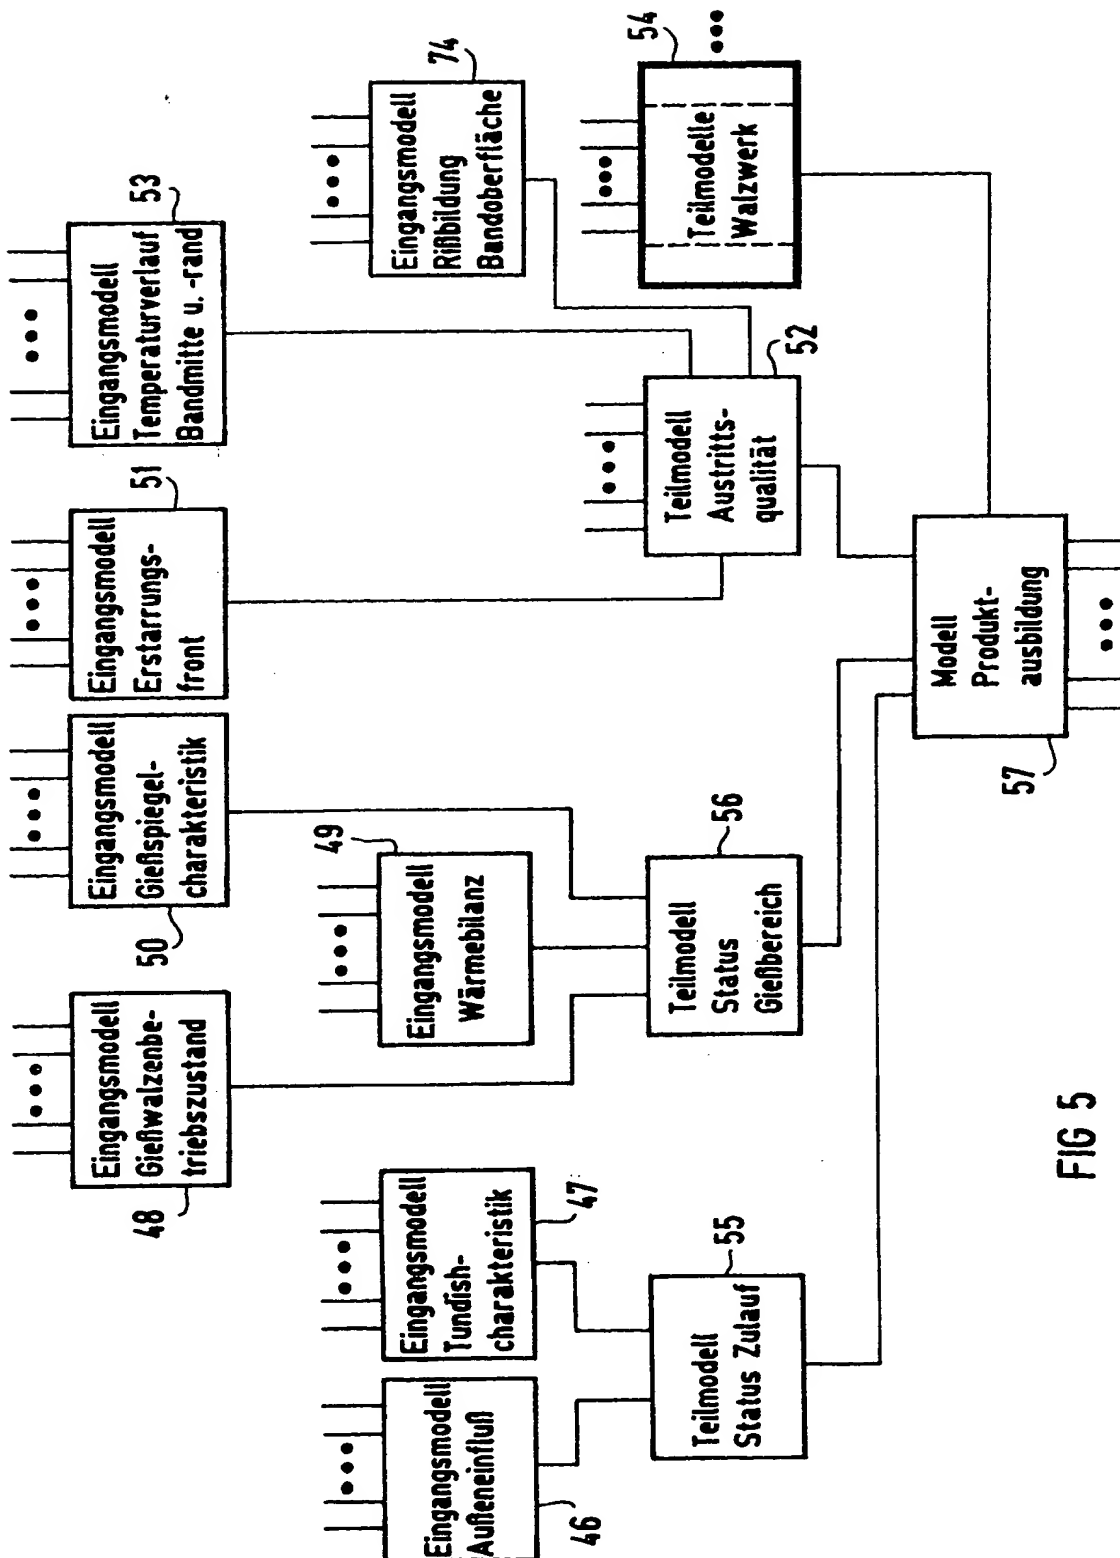 Eingangsmodell
Außeneinfluß
46
Eingangsmodell
Tundish-
charakteristik
47
Eingangsmodell
Gießwalzenbe-
triebszustand
48
Eingangsmodell
Wärmebilanz
49
Eingangsmodell
Gießspiegel-
charakteristik
50
Eingangsmodell
Erstarrungs-
front
51
Eingangsmodell
Temperaturverlauf
Bandmitte u. -rand
53
Eingangsmodell
Rißbildung
Bandoberfläche
74
Teilmodell
Status Zulauf
55
Teilmodell
Status
Gießbereich
56
Teilmodell
Austritts-
qualität
52
Teilmodelle
Walzwerk
54
Modell
Produkt-
ausbildung
57
FIG 5